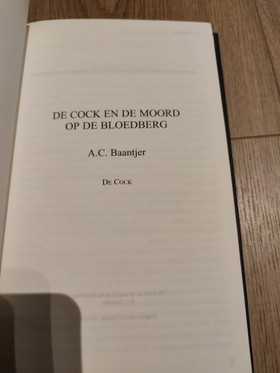 DE COCK EN DE MOORD
OP DE BLOEDBERG
A.C. Baantjer
DE COCK